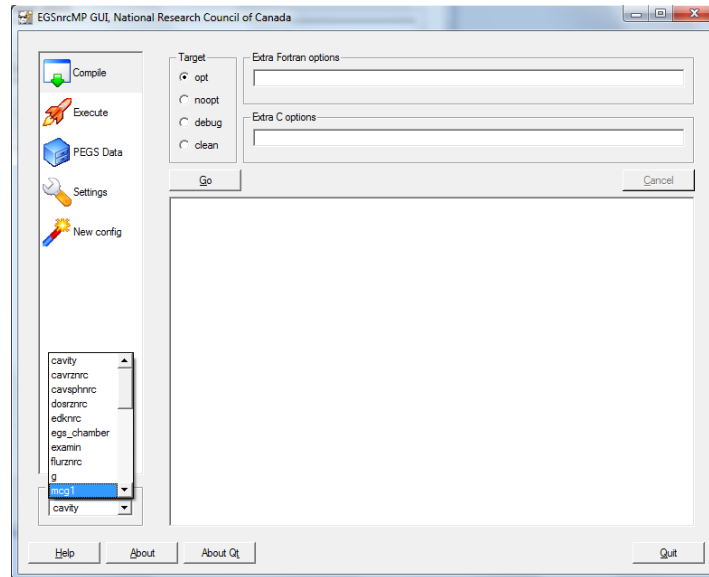 EGSnrcMP GUI, National Research Council of Canada
Compile
Execute
PEGS Data
Settings
New config
Target
opt
noopt
debug
clean
Extra Fortran options
Extra C options
Go
Cancel
cavity
cavrznrc
cavsphnrc
dosrznrc
edknrc
egs_chamber
examin
flurznrc
g
mcg1
cavity
Help
About
About Qt
Quit